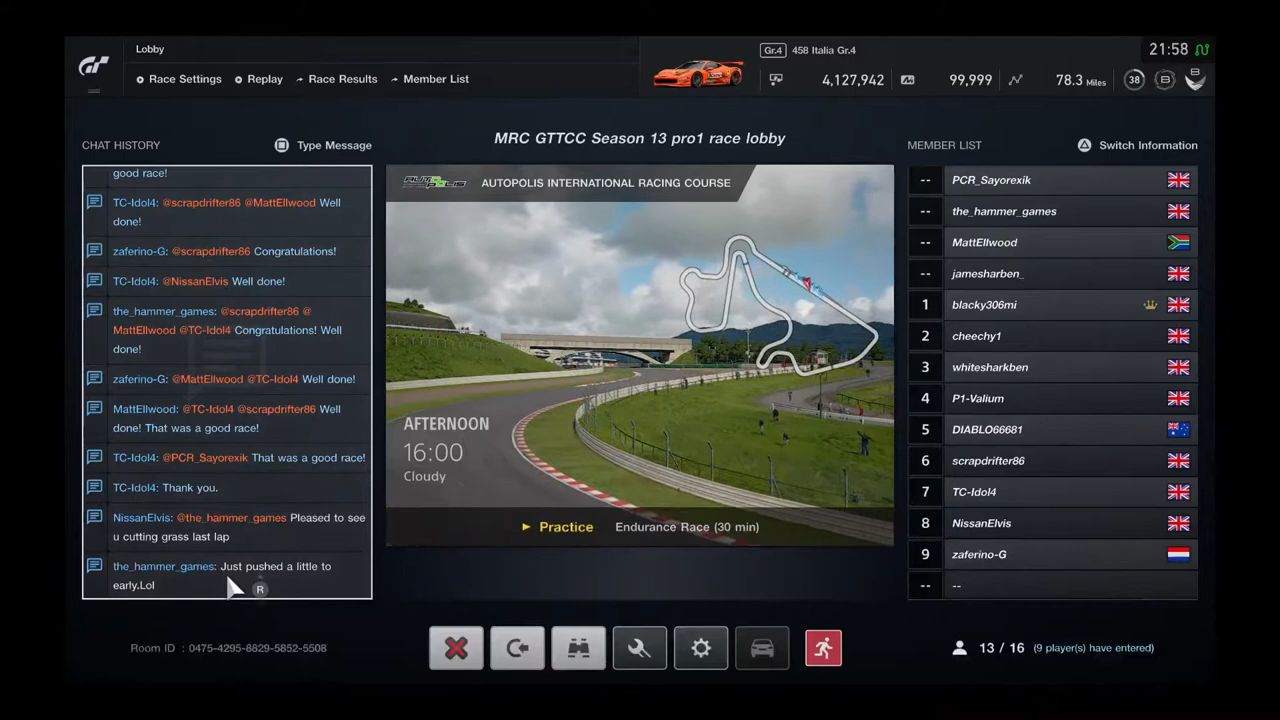 Lobby
Gr.4 458 Italia Gr.4
21:58
Race Settings Replay Race Results Member List
4,127,942 99,999 78.3 Miles 38 B B
CHAT HISTORY Type Message
good race!
TC-Idol4: @scrapdrifter86 @MattEllwood Well
done!
zaferino-G: @scrapdrifter86 Congratulations!
TC-Idol4: @NissanElvis Well done!
the_hammer_games: @scrapdrifter86 @
MattEllwood @TC-Idol4 Congratulations! Well
done!
zaferino-G: @MattEllwood @TC-Idol4 Well done!
MattEllwood: @TC-Idol4 @scrapdrifter86 Well
done! That was a good race!
TC-Idol4: @PCR_Sayorexik That was a good race!
TC-Idol4: Thank you.
NissanElvis: @the_hammer_games Pleased to see
u cutting grass last lap
the_hammer_games: Just pushed a little to
early.Lol
R
MRC GTTCC Season 13 pro1 race lobby
AUTOPOLIS AUTOPOLIS INTERNATIONAL RACING COURSE
AFTERNOON
16:00
Cloudy
Practice Endurance Race (30 min)
MEMBER LIST Switch Information
-- PCR_Sayorexik
-- the_hammer_games
-- MattEllwood
-- jamesharben_
1 blacky306mi
2 cheechy1
3 whitesharkben
4 P1-Valium
5 DIABLO66681
6 scrapdrifter86
7 TC-Idol4
8 NissanElvis
9 zaferino-G
-- --
Room ID : 0475-4295-8829-5852-5508
13 / 16 (9 player(s) have entered)